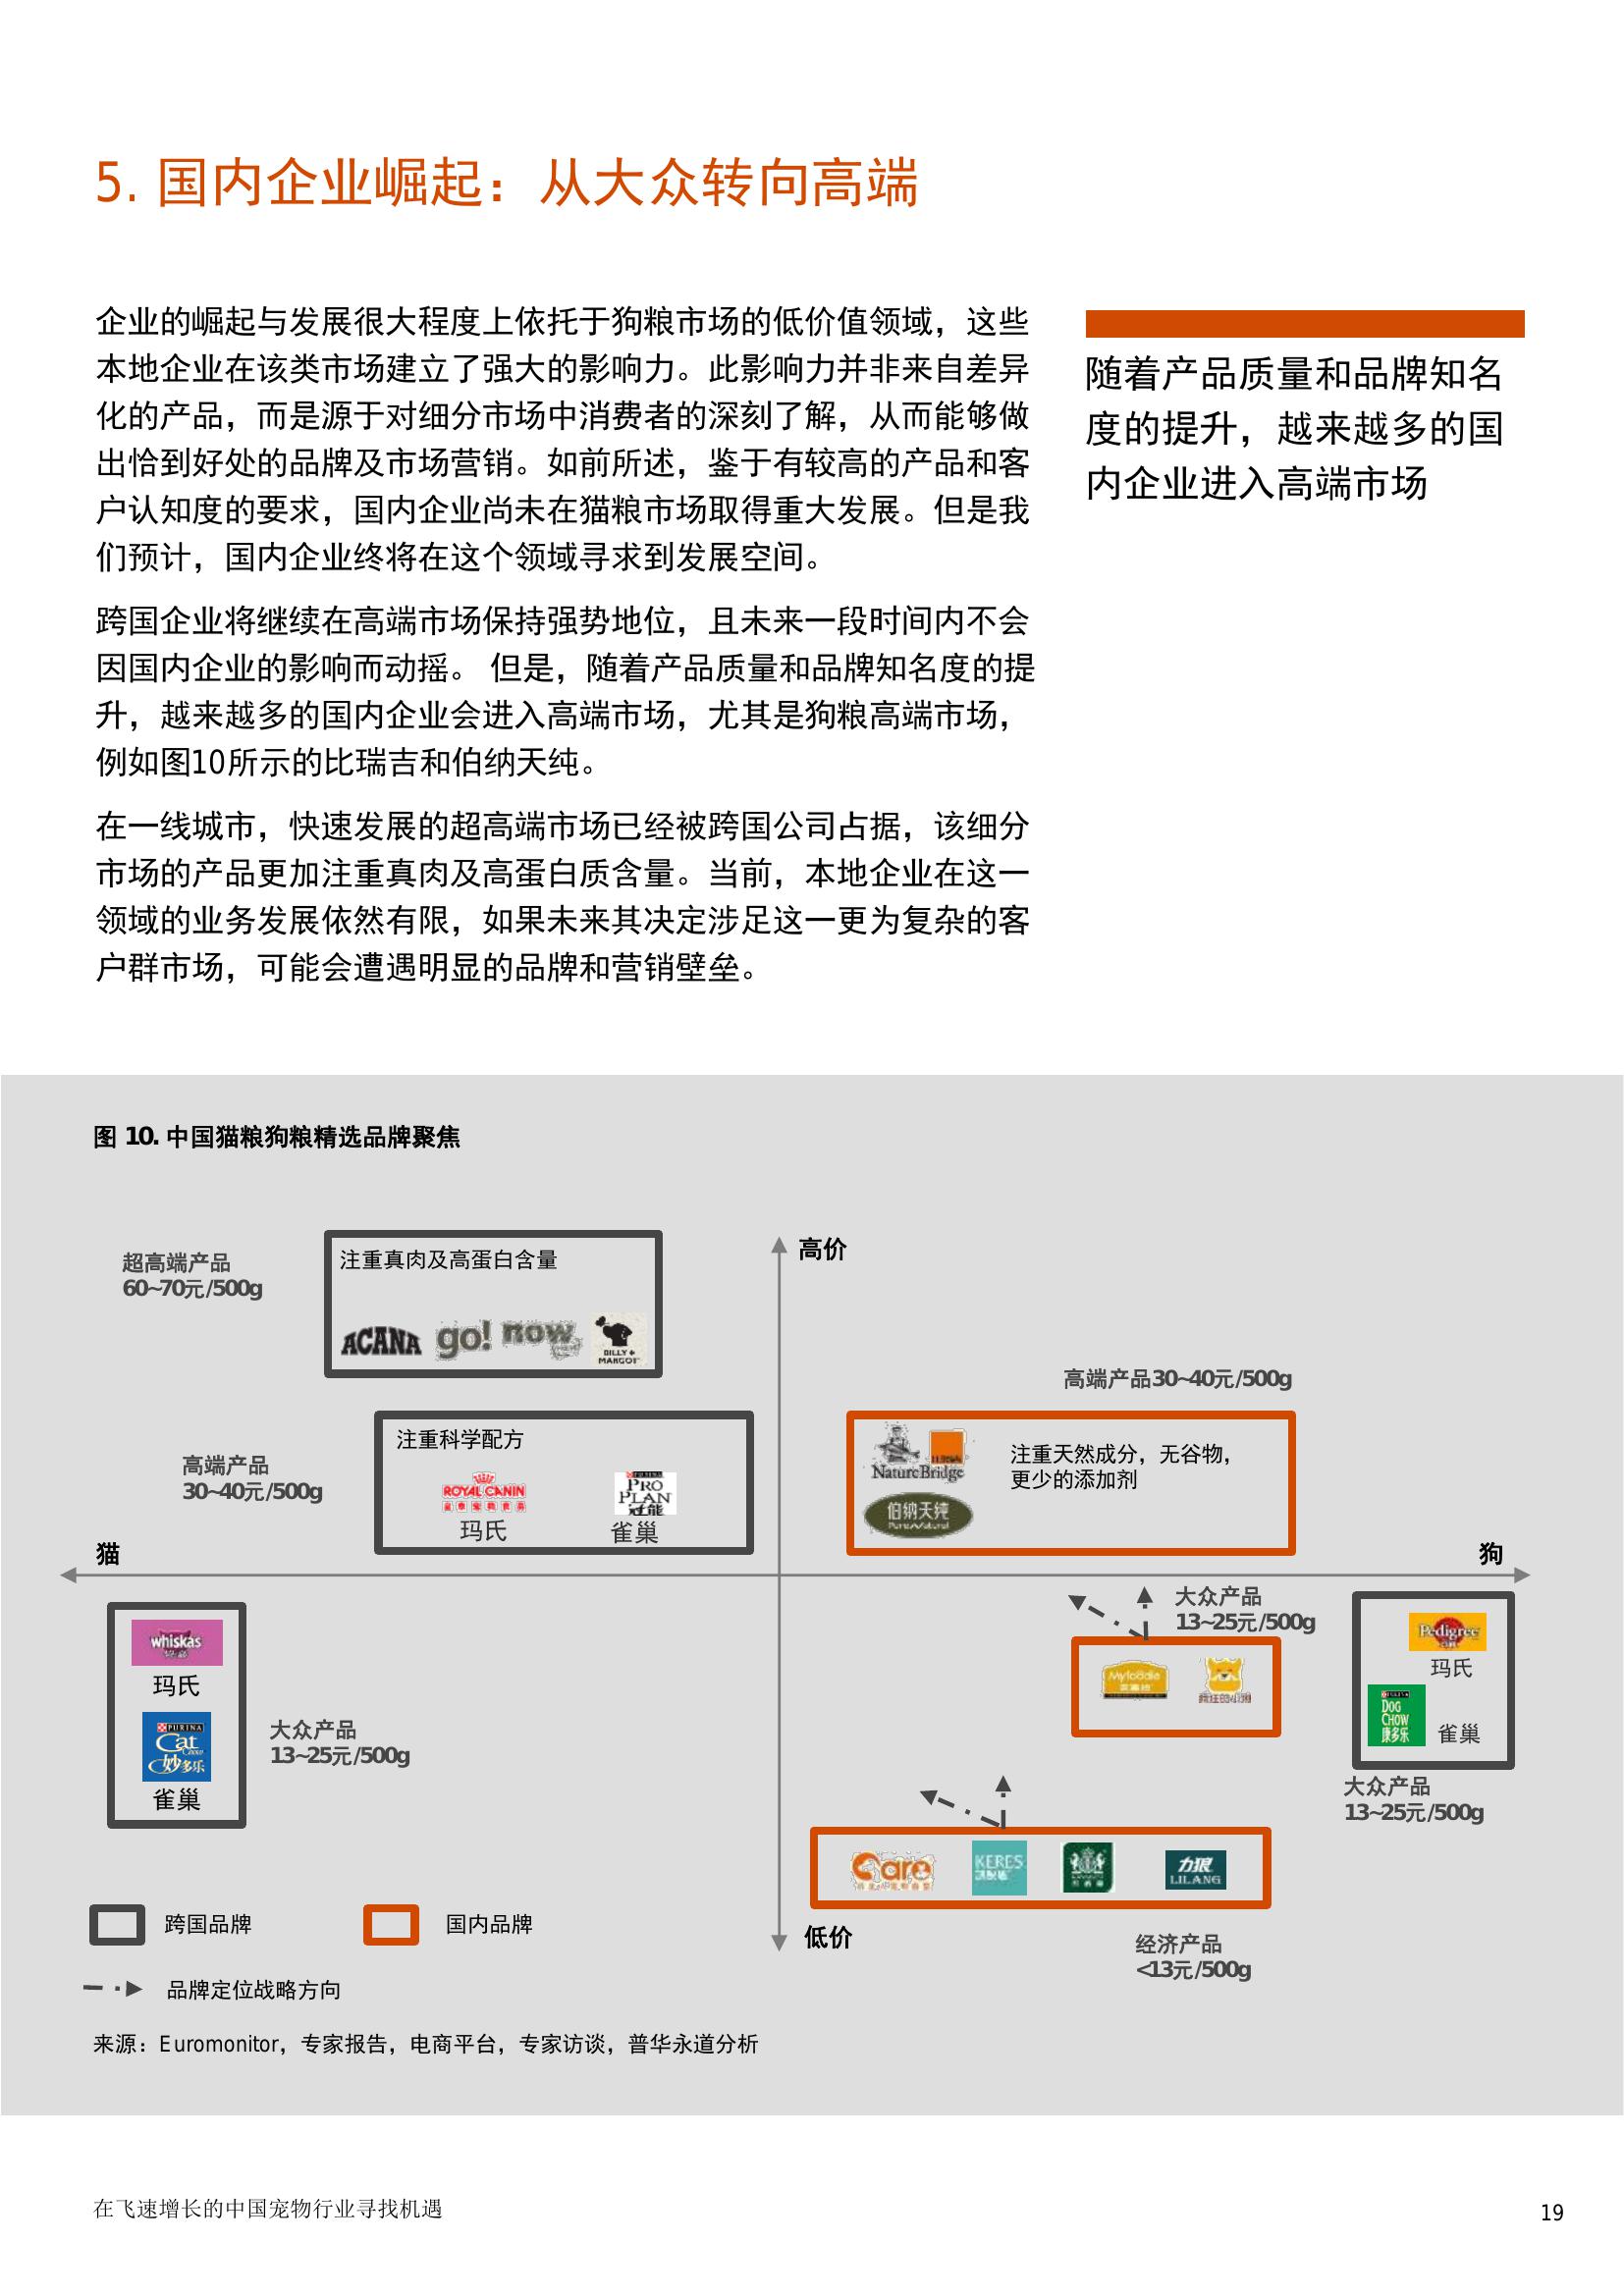 5. 国内企业崛起：从大众转向高端
企业的崛起与发展很大程度上依托于狗粮市场的低价值领域，这些
本地企业在该类市场建立了强大的影响力。此影响力并非来自差异
化的产品，而是源于对细分市场中消费者的深刻了解，从而能够做
出恰到好处的品牌及市场营销。如前所述，鉴于有较高的产品和客
户认知度的要求，国内企业尚未在猫粮市场取得重大发展。但是我
们预计，国内企业终将在这个领域寻求到发展空间。
跨国企业将继续在高端市场保持强势地位，且未来一段时间内不会
因国内企业的影响而动摇。 但是，随着产品质量和品牌知名度的提
升，越来越多的国内企业会进入高端市场，尤其是狗粮高端市场，
例如图10所示的比瑞吉和伯纳天纯。
在一线城市，快速发展的超高端市场已经被跨国公司占据，该细分
市场的产品更加注重真肉及高蛋白质含量。当前，本地企业在这一
领域的业务发展依然有限，如果未来其决定涉足这一更为复杂的客
户群市场，可能会遭遇明显的品牌和营销壁垒。
随着产品质量和品牌知名
度的提升，越来越多的国
内企业进入高端市场
图 10. 中国猫粮狗粮精选品牌聚焦
超高端产品
60~70元/500g
注重真肉及高蛋白含量
ACANA go! now
BILLY +
MARGOT
高价
高端产品30~40元/500g
高端产品
30~40元/500g
注重科学配方
ROYAL CANIN
皇家宠物食品
玛氏
PURINA
PRO
PLAN
冠能
雀巢
NatureBridge
伯纳天纯
Pure&Natural
注重天然成分，无谷物，
更少的添加剂
猫
狗
whiskas
玛氏
PURINA
Cat
Chow
妙多乐
雀巢
大众产品
13~25元/500g
大众产品
13~25元/500g
Myfoodie
Pedigree
玛氏
DOG
CHOW
康多乐
雀巢
大众产品
13~25元/500g
Care
KERES
力狼
LILANG
低价
经济产品
<13元/500g
跨国品牌
国内品牌
品牌定位战略方向
来源：Euromonitor，专家报告，电商平台，专家访谈，普华永道分析
在飞速增长的中国宠物行业寻找机遇
19